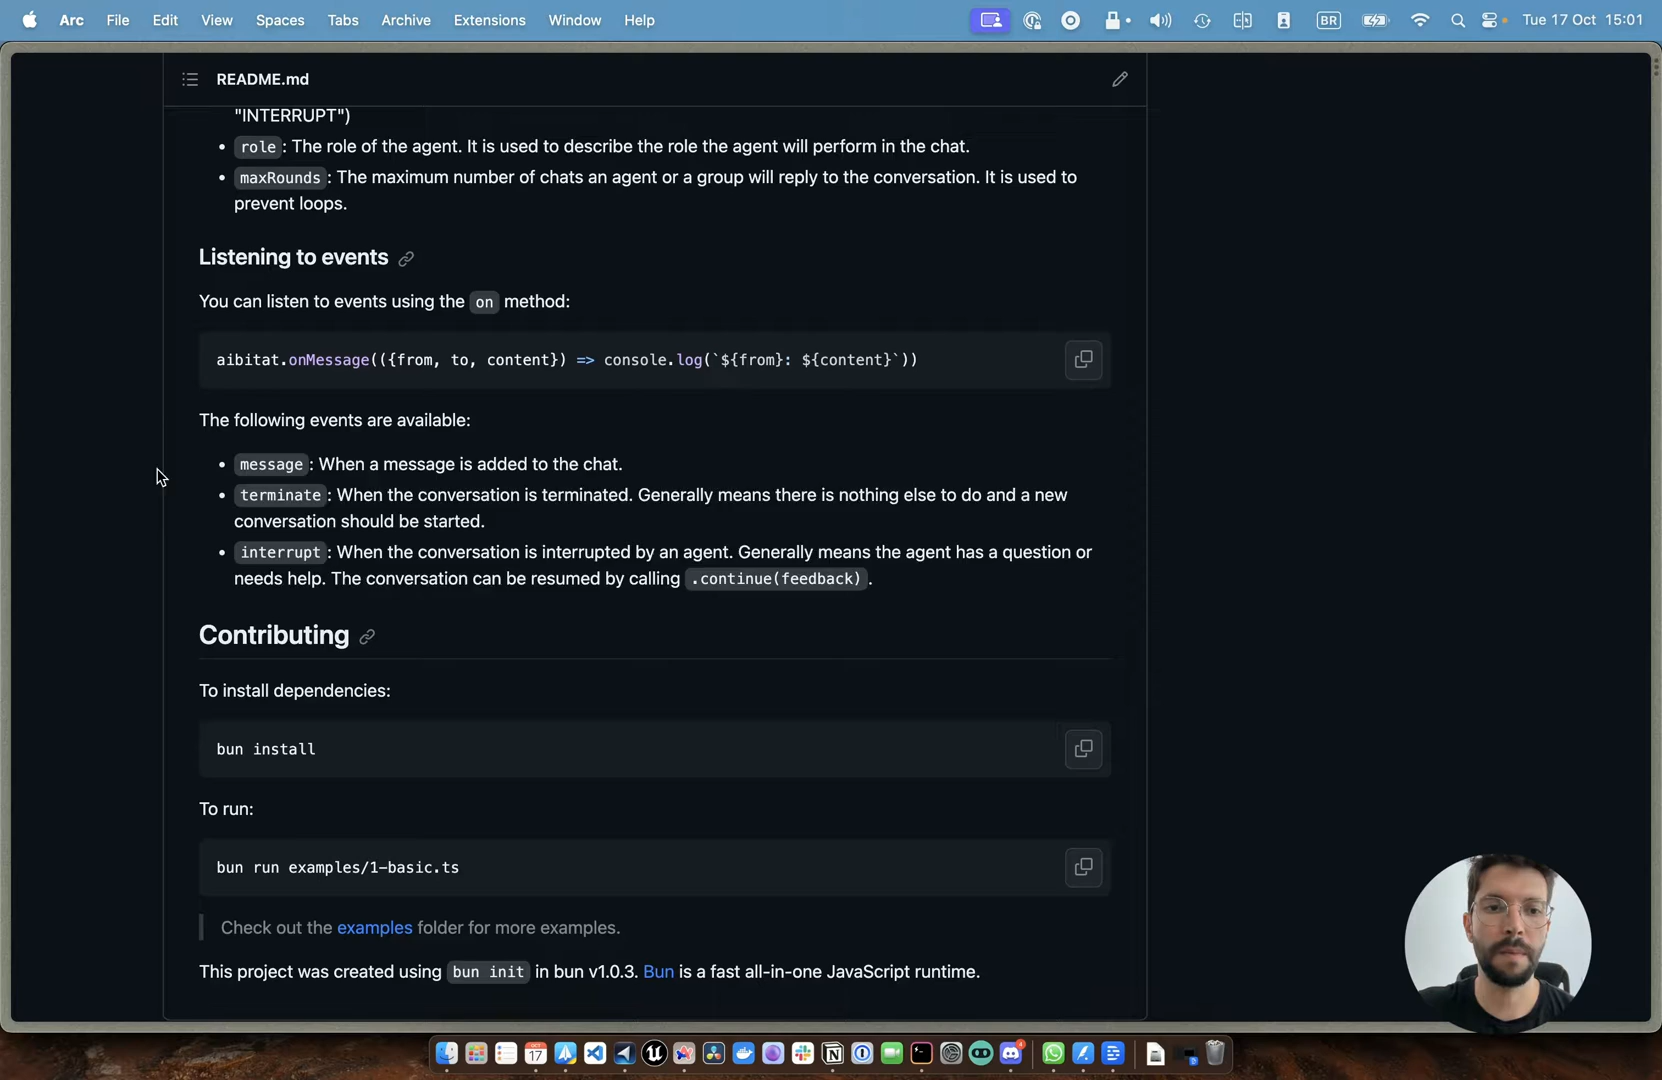 Arc File Edit View Spaces Tabs Archive Extensions Window Help BR Tue 17 Oct 15:01
README.md
"INTERRUPT")
role: The role of the agent. It is used to describe the role the agent will perform in the chat.
maxRounds: The maximum number of chats an agent or a group will reply to the conversation. It is used to
prevent loops.
Listening to events
You can listen to events using the on method:
aibitat.onMessage(({from, to, content}) => console.log(`${from}: ${content}`))
The following events are available:
message: When a message is added to the chat.
terminate: When the conversation is terminated. Generally means there is nothing else to do and a new
conversation should be started.
interrupt: When the conversation is interrupted by an agent. Generally means the agent has a question or
needs help. The conversation can be resumed by calling .continue(feedback).
Contributing
To install dependencies:
bun install
To run:
bun run examples/1-basic.ts
Check out the examples folder for more examples.
This project was created using bun init in bun v1.0.3. Bun is a fast all-in-one JavaScript runtime.
17